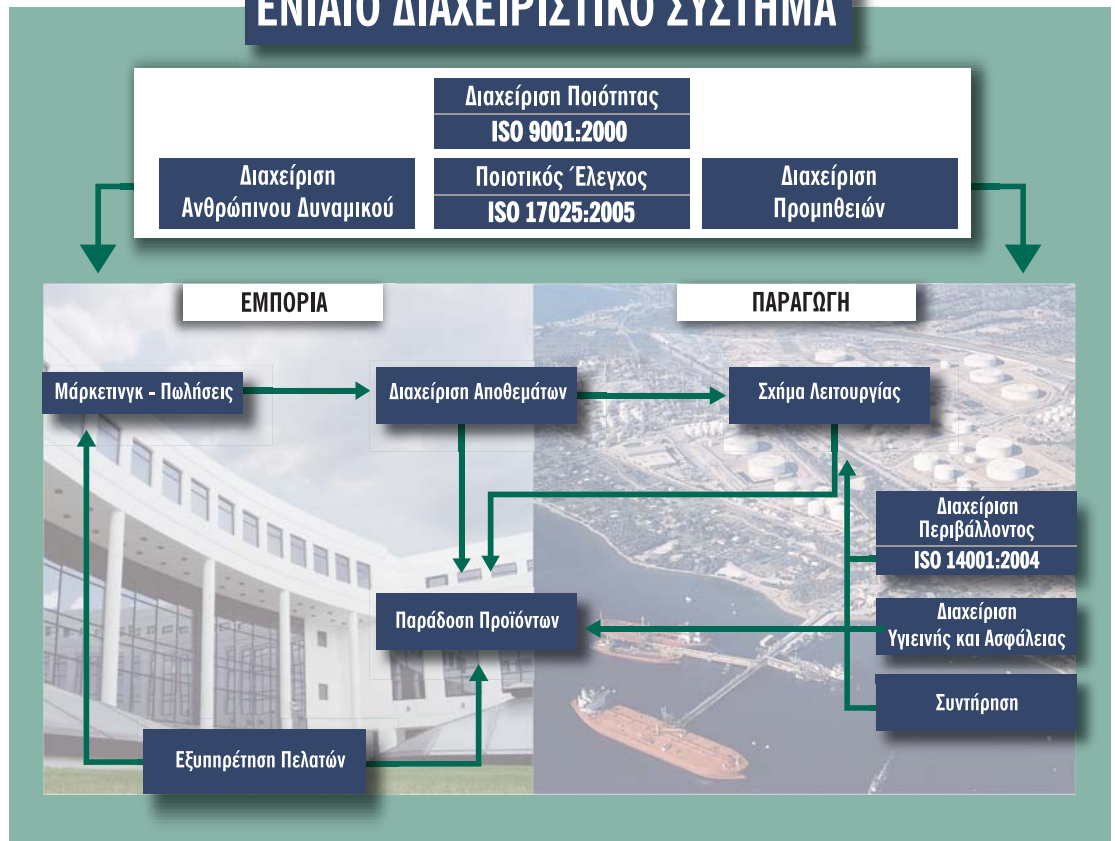 ΕΝΙΑΙΟ ΔΙΑΧΕΙΡΙΣΤΙΚΟ ΣΥΣΤΗΜΑ
Διαχείριση Ποιότητας
ISO 9001:2000
Διαχείριση
Ανθρώπινου Δυναμικού
Ποιοτικός Έλεγχος
ISO 17025:2005
Διαχείριση
Προμηθειών
ΕΜΠΟΡΙΑ
ΠΑΡΑΓΩΓΗ
Μάρκετινγκ - Πωλήσεις
Διαχείριση Αποθεμάτων
Σχήμα Λειτουργίας
Διαχείριση
Περιβάλλοντος
ISO 14001:2004
Παράδοση Προϊόντων
Διαχείριση
Υγιεινής και Ασφάλειας
Συντήρηση
Εξυπηρέτηση Πελατών